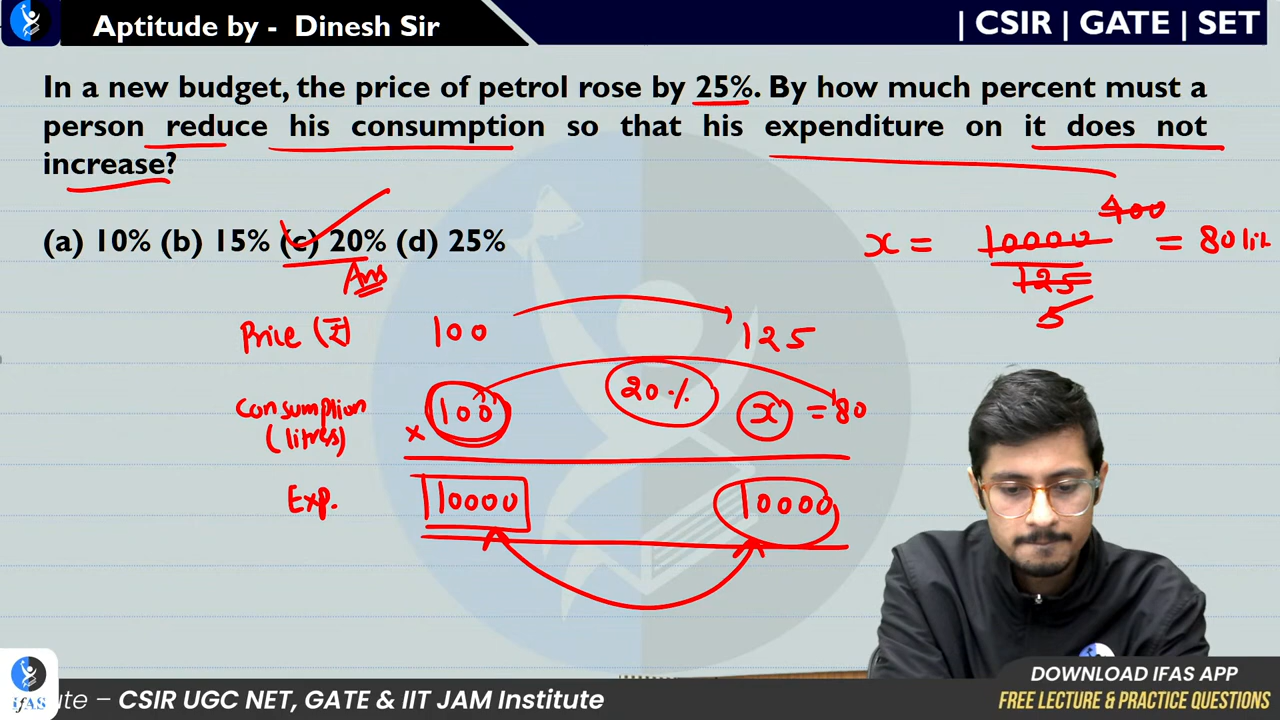 Aptitude by - Dinesh Sir
| CSIR | GATE | SET
In a new budget, the price of petrol rose by 25%. By how much percent must a
person reduce his consumption so that his expenditure on it does not
increase?
(a) 10% (b) 15% (c) 20% (d) 25%
Ans
x = 10000 / 125 = 80 lit
400
5
Price (₹) 100 125
Consumption (litres) × 100 20% x = 80
Exp. 10000 10000
DOWNLOAD IFAS APP
FREE LECTURE & PRACTICE QUESTIONS
iFAS
ute – CSIR UGC NET, GATE & IIT JAM Institute